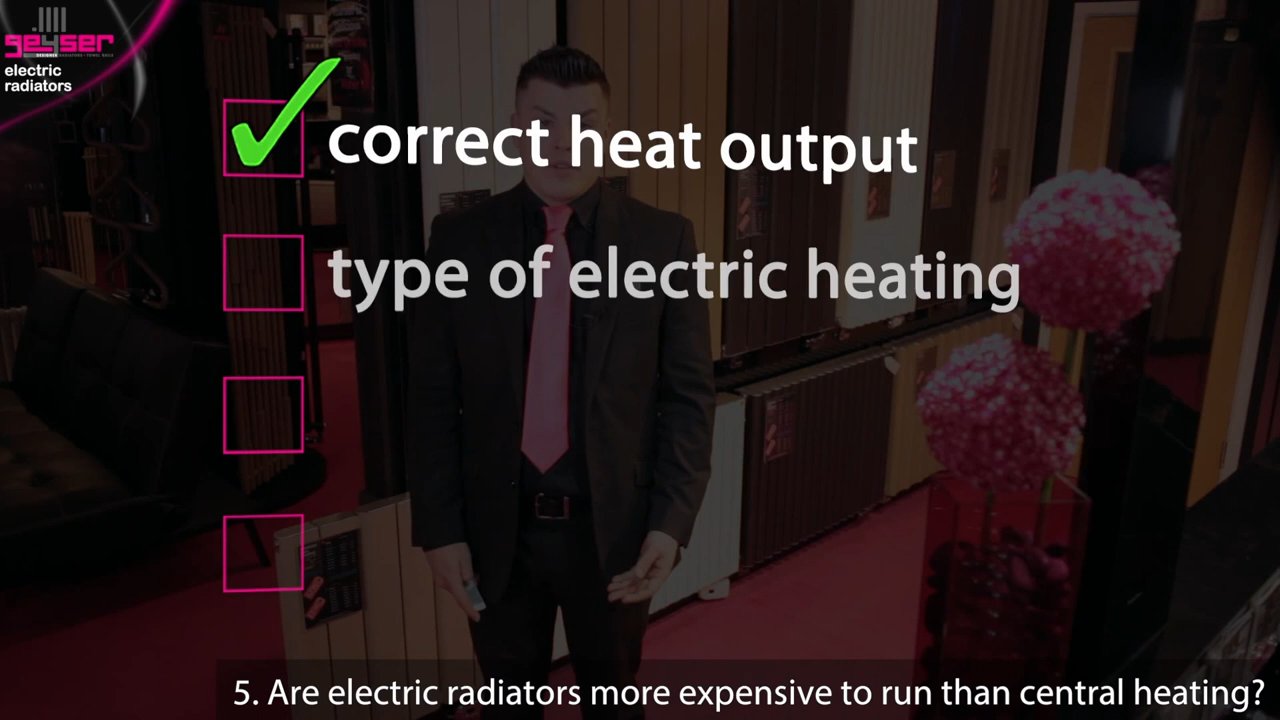 geyser
electric
radiators
correct heat output
type of electric heating
5. Are electric radiators more expensive to run than central heating?